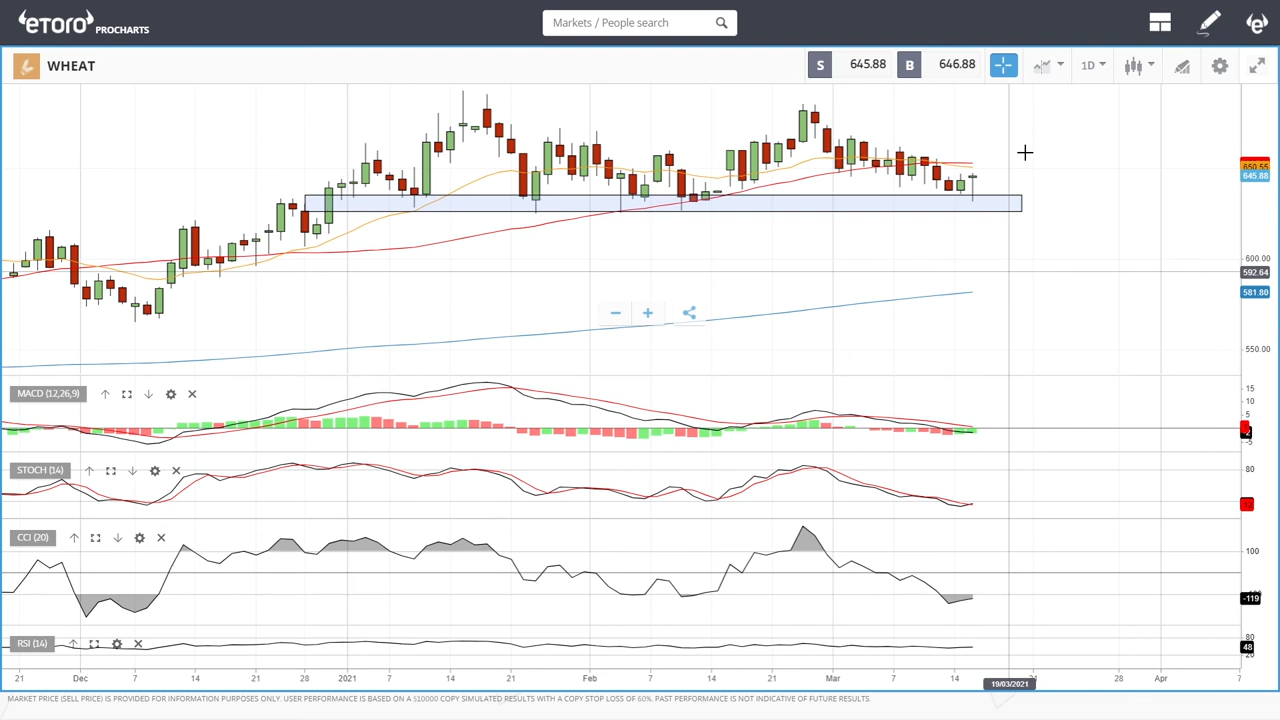 eTORO PROCHARTS
Markets / People search
WHEAT
S 645.88 B 646.88
1D
650.55
645.88
600.00
592.64
581.80
550.00
MACD (12,26,9)
15
10
5
-5
STOCH (14)
80
CCI (20)
100
-119
RSI (14)
80
48
20
21 Dec 7 14 21 28 2021 7 14 21 Feb 7 14 21 Mar 7 14 19/03/2021 28 Apr 7
MARKET PRICE (SELL PRICE) IS PROVIDED FOR INFORMATION PURPOSES ONLY. USER PERFORMANCE IS BASED ON A $10000 COPY SIMULATED RESULTS WITH A COPY STOP LOSS OF 60%. PAST PERFORMANCE IS NOT INDICATIVE OF FUTURE RESULTS.